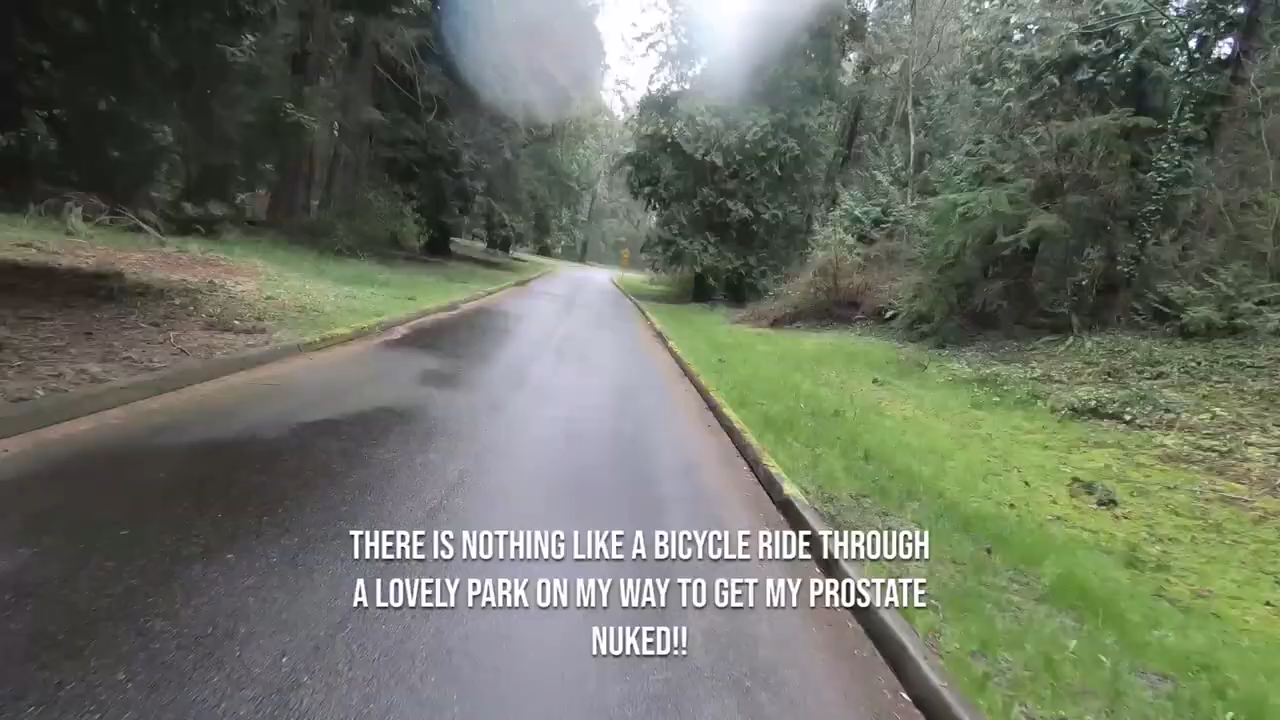 THERE IS NOTHING LIKE A BICYCLE RIDE THROUGH
A LOVELY PARK ON MY WAY TO GET MY PROSTATE
NUKED!!